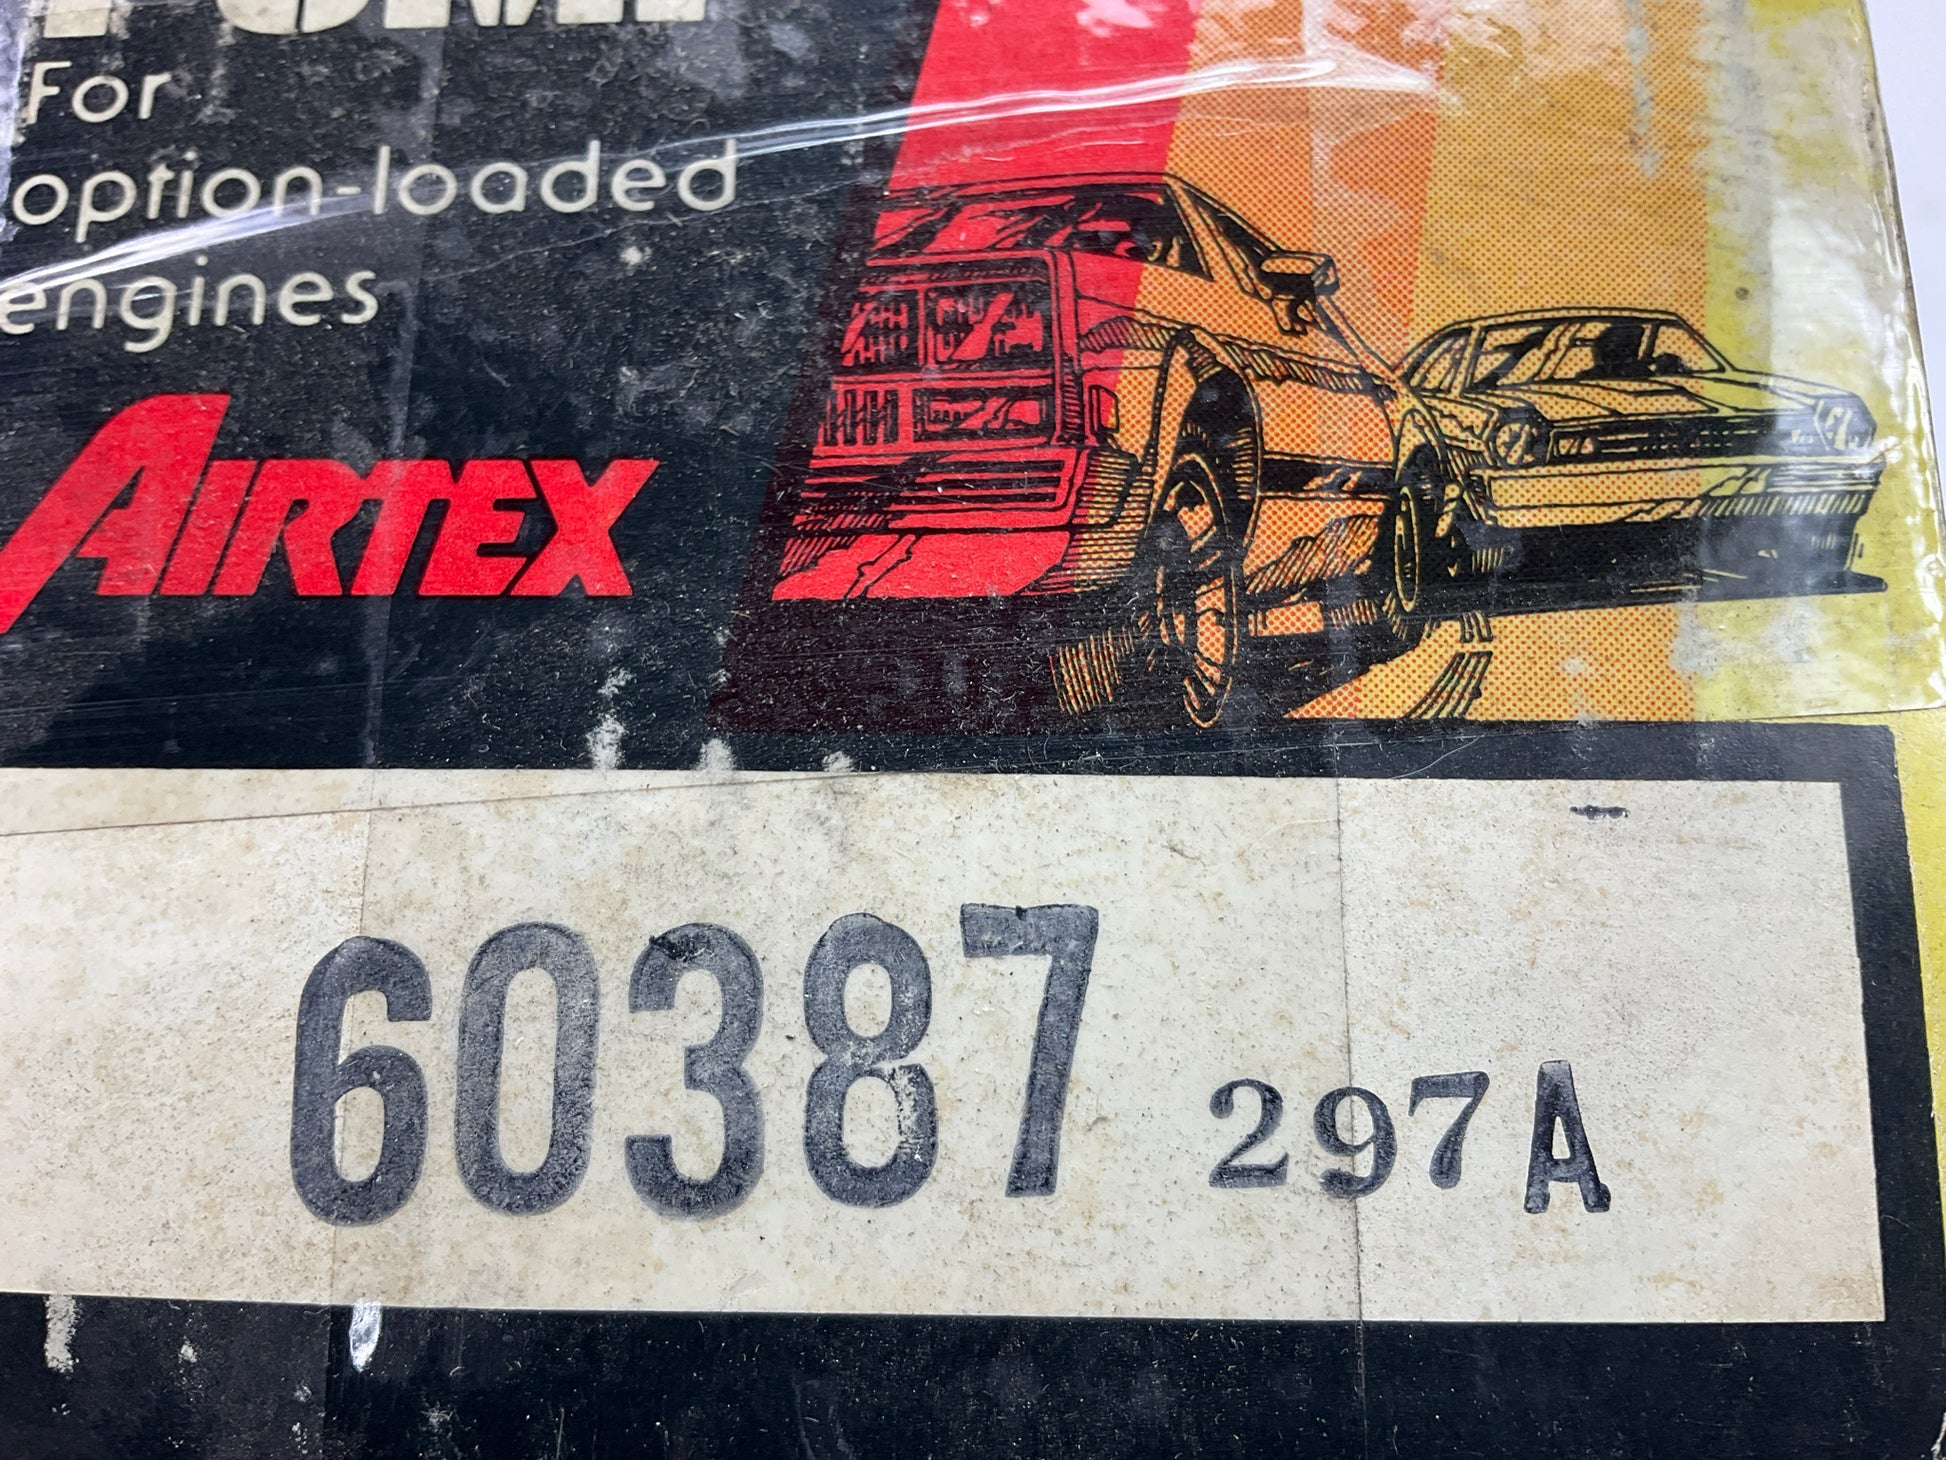 For
option-loaded
engines
AIRTEX
60387 297A